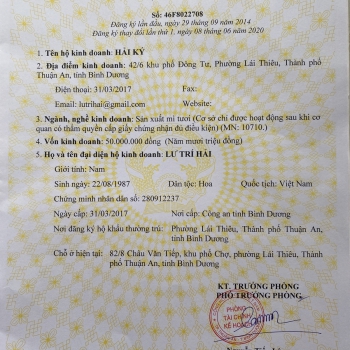 Số: 46F8022708
Đăng ký lần đầu, ngày 29 tháng 09 năm 2014
Đăng ký thay đổi lần thứ 1, ngày 08 tháng 06 năm 2020
1. Tên hộ kinh doanh: HẢI KÝ
2. Địa điểm kinh doanh: 42/6 khu phố Đông Tư, Phường Lái Thiêu, Thành phố
Thuận An, tỉnh Bình Dương
Điện thoại: 31/03/2017 Fax:
Email: lutrihai@gmail.com Website:
3. Ngành, nghề kinh doanh: Sản xuất mì tươi (Cơ sở chỉ được hoạt động sau khi cơ
quan có thẩm quyền cấp giấy chứng nhận đủ điều kiện) (MN: 10710.)
4. Vốn kinh doanh: 50.000.000 đồng (Năm mươi triệu đồng)
5. Họ và tên đại diện hộ kinh doanh: LƯ TRÍ HẢI
Giới tính: Nam
Sinh ngày: 22/08/1987 Dân tộc: Hoa Quốc tịch: Việt Nam
Chứng minh nhân dân số: 280912237
Ngày cấp: 31/03/2017 Nơi cấp: Công an tỉnh Bình Dương
Nơi đăng ký hộ khẩu thường trú: Phường Lái Thiêu, Thành phố Thuận An,
tỉnh Bình Dương
Chỗ ở hiện tại: 82/8 Châu Văn Tiếp, khu phố Chợ, phường Lái Thiêu, Thành
phố Thuận An, tỉnh Bình Dương
KT. TRƯỞNG PHÒNG
PHÓ TRƯỞNG PHÒNG
PHÒNG
TÀI CHÍNH
KẾ HOẠCH